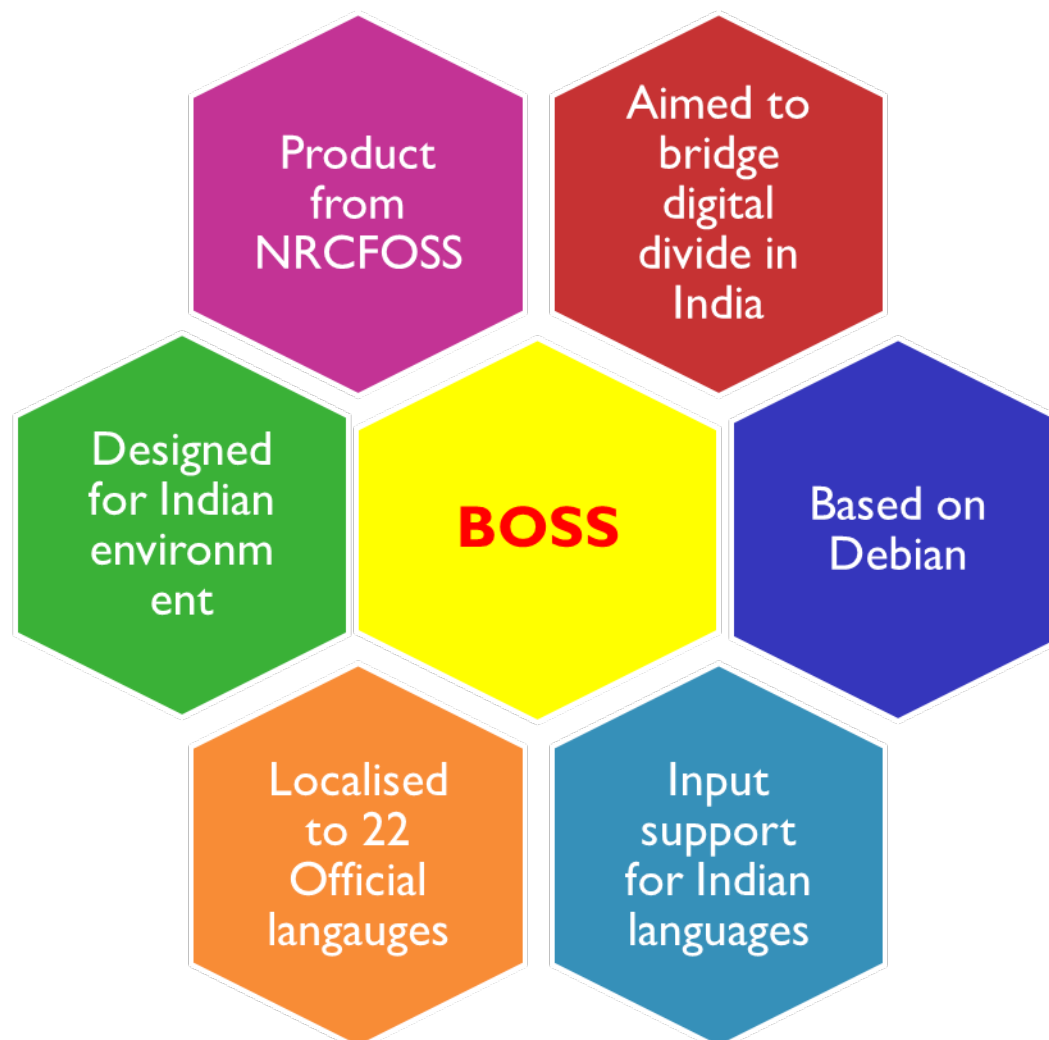 Product
from
NRCFOSS
Aimed to
bridge
digital
divide in
India
Designed
for Indian
environm
ent
BOSS
Based on
Debian
Localised
to 22
Official
langauges
Input
support
for Indian
languages